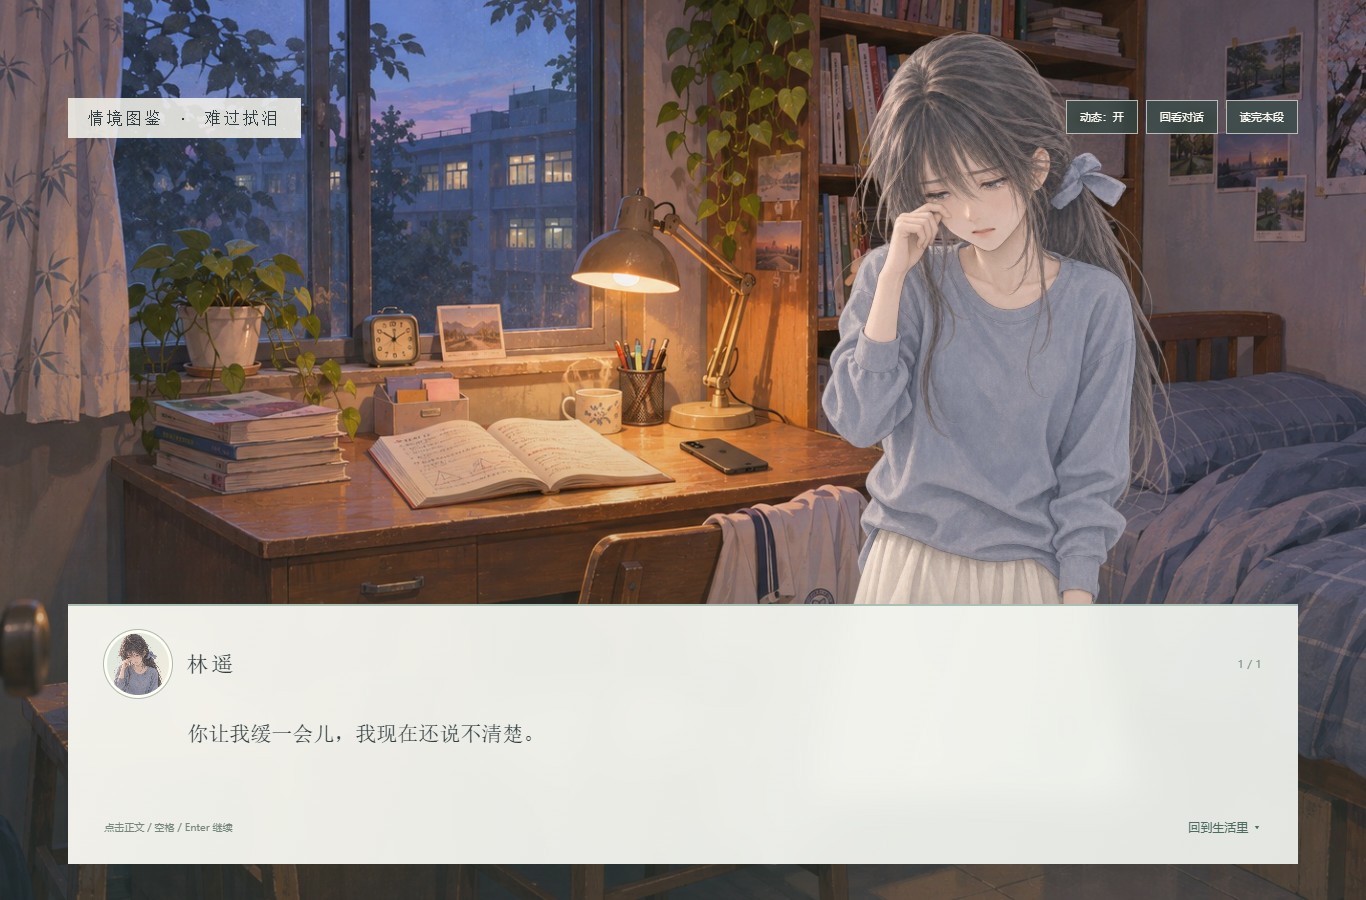 情境图鉴 · 难过拭泪
动态：开
回看对话
读完本段
林遥
1 / 1
你让我缓一会儿，我现在还说不清楚。
点击正文 / 空格 / Enter 继续
回到生活里